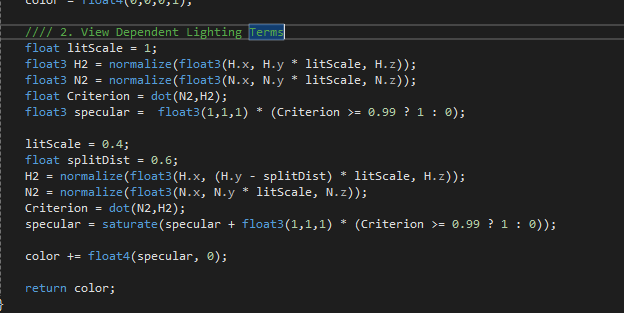 color = float4(0,0,0,1);
//// 2. View Dependent Lighting Terms
float litScale = 1;
float3 H2 = normalize(float3(H.x, H.y * litScale, H.z));
float3 N2 = normalize(float3(N.x, N.y * litScale, N.z));
float Criterion = dot(N2,H2);
float3 specular =  float3(1,1,1) * (Criterion >= 0.99 ? 1 : 0);
litScale = 0.4;
float splitDist = 0.6;
H2 = normalize(float3(H.x, (H.y - splitDist) * litScale, H.z));
N2 = normalize(float3(N.x, N.y * litScale, N.z));
Criterion = dot(N2,H2);
specular = saturate(specular + float3(1,1,1) * (Criterion >= 0.99 ? 1 : 0));
color += float4(specular, 0);
return color;
}